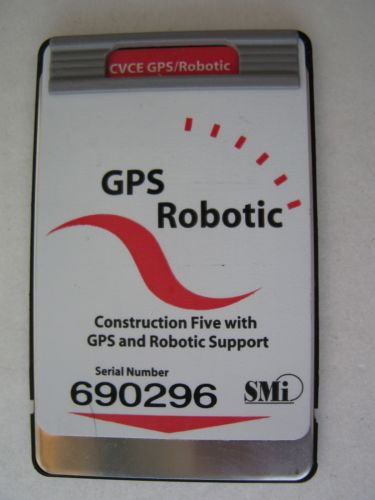 CVCE GPS/Robotic
GPS
Robotic
Construction Five with
GPS and Robotic Support
Serial Number
690296
SMi